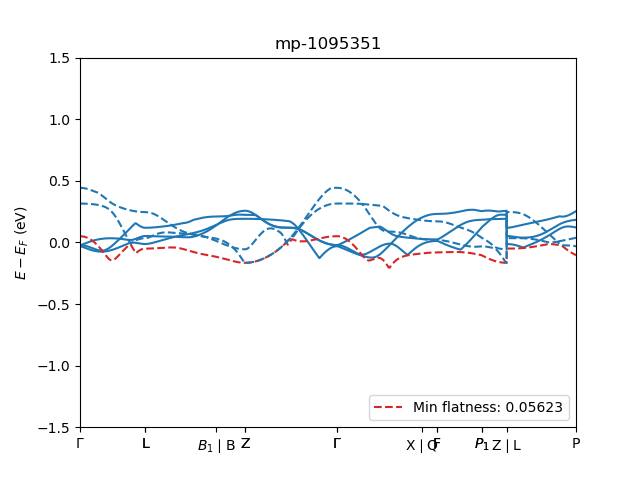 mp-1095351
E − E_F (eV)
1.5
1.0
0.5
0.0
−0.5
−1.0
−1.5
Min flatness: 0.05623
Γ L B₁ | B Z Γ X | Q F P₁ Z | L P